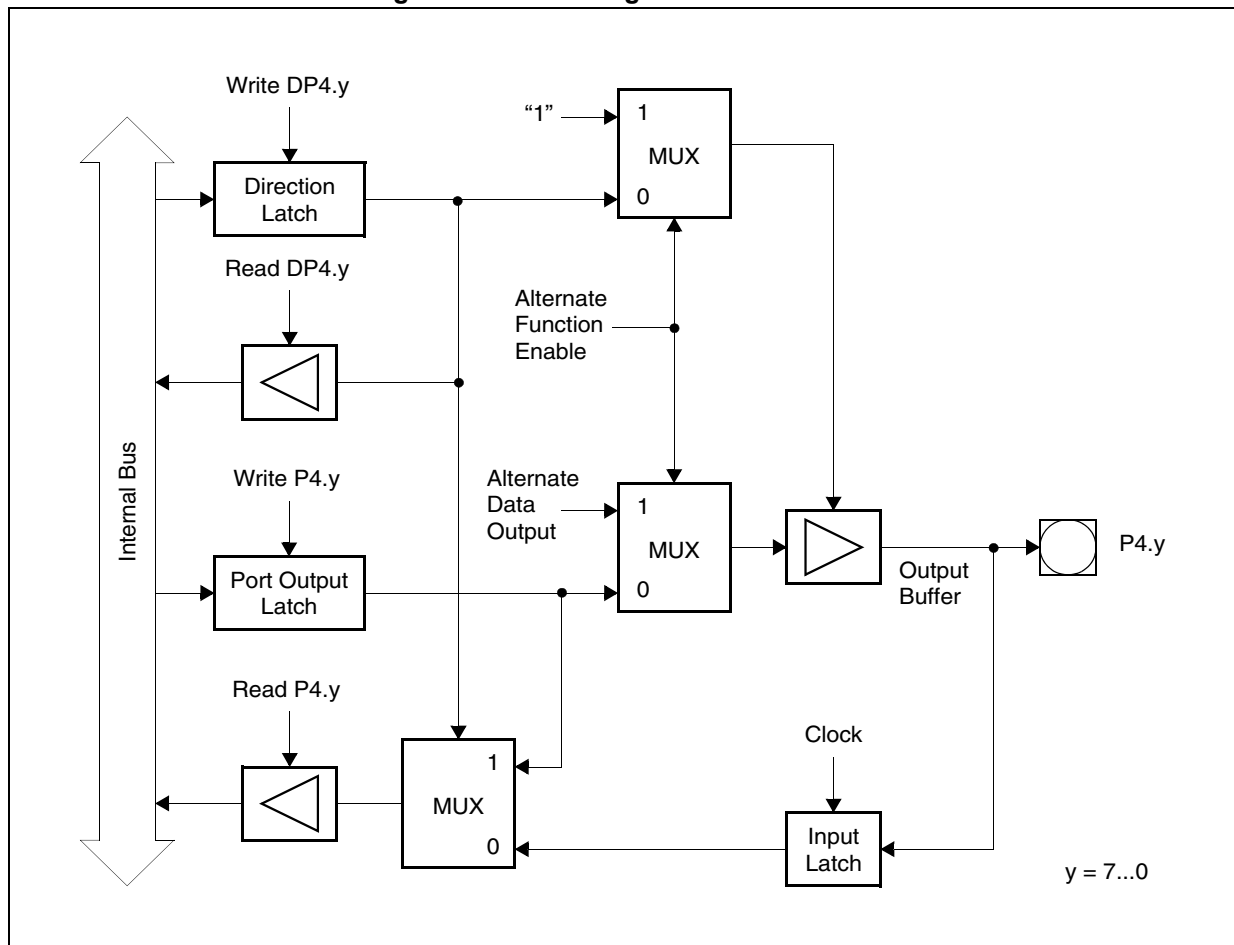 Write DP4.y
"1"
1
MUX
0
Direction
Latch
Read DP4.y
Alternate
Function
Enable
Internal Bus
Write P4.y
Alternate
Data
Output
1
MUX
0
P4.y
Port Output
Latch
Output
Buffer
Read P4.y
Clock
1
MUX
0
Input
Latch
y = 7...0